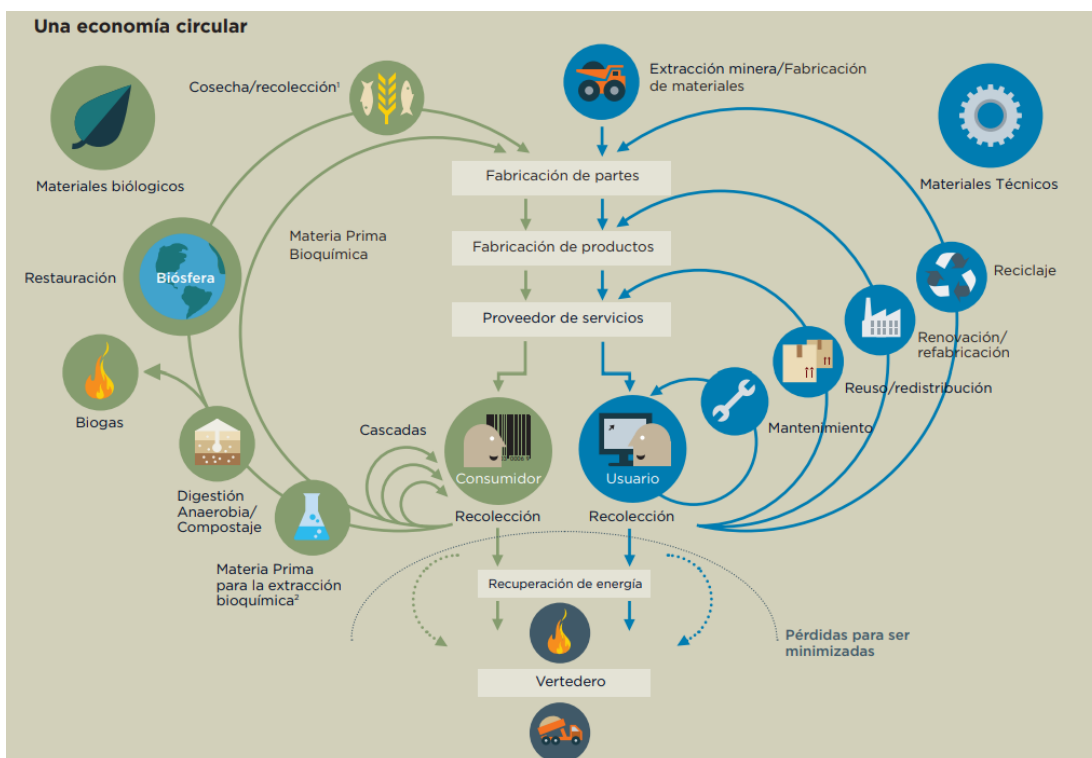 Una economía circular
Cosecha/recolección¹
Extracción minera/Fabricación
de materiales
Materiales biólogicos
Materiales Técnicos
Fabricación de partes
Materia Prima
Bioquímica
Fabricación de productos
Restauración
Biósfera
Reciclaje
Proveedor de servicios
Renovación/
refabricación
Reuso/redistribución
Biogas
Mantenimiento
Cascadas
Consumidor
Usuario
Digestión
Anaerobia/
Compostaje
Recolección
Recolección
Materia Prima
para la extracción
bioquímica²
Recuperación de energía
Pérdidas para ser
minimizadas
Vertedero